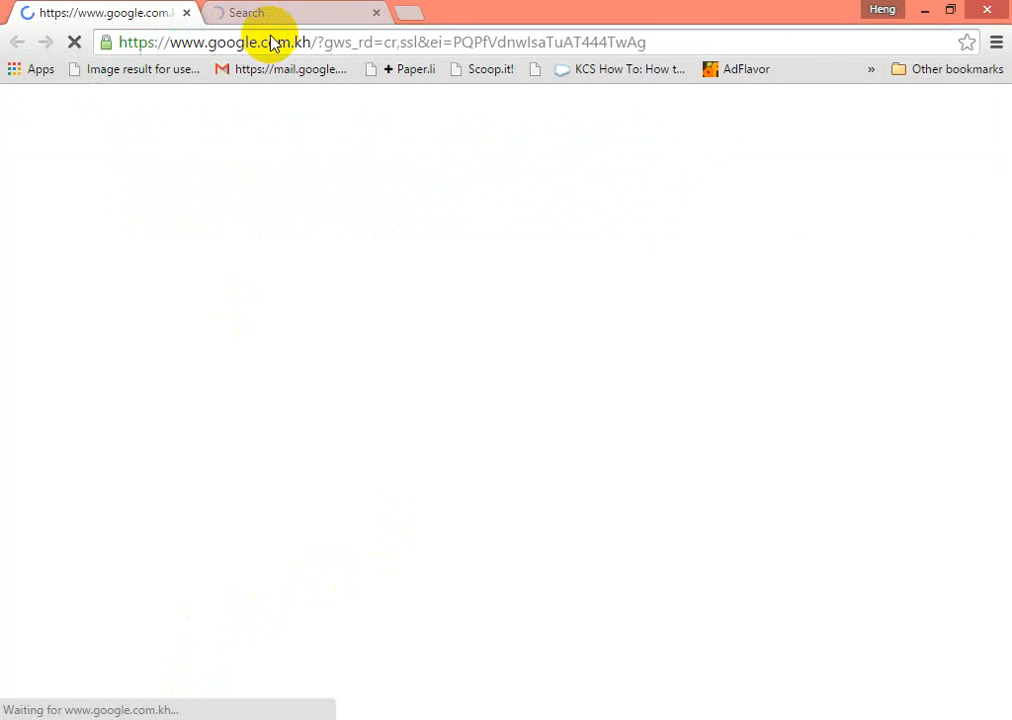 https://www.google.com.k
Search
Heng
https://www.google.com.kh/?gws_rd=cr,ssl&ei=PQPfVdnwIsaTuAT444TwAg
Apps
Image result for use...
https://mail.google....
+ Paper.li
Scoop.it!
KCS How To: How t...
AdFlavor
»
Other bookmarks
Waiting for www.google.com.kh...